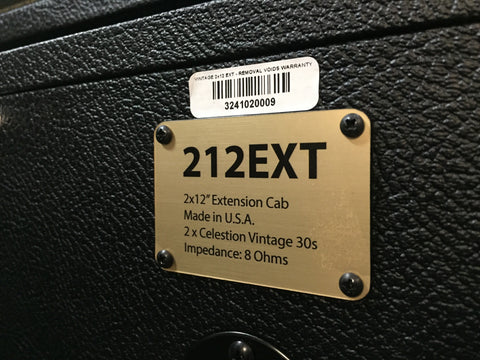 VINTAGE 2x12 EXT - REMOVAL VOIDS WARRANTY
3241020009
212EXT
2x12” Extension Cab
Made in U.S.A.
2 x Celestion Vintage 30s
Impedance: 8 Ohms